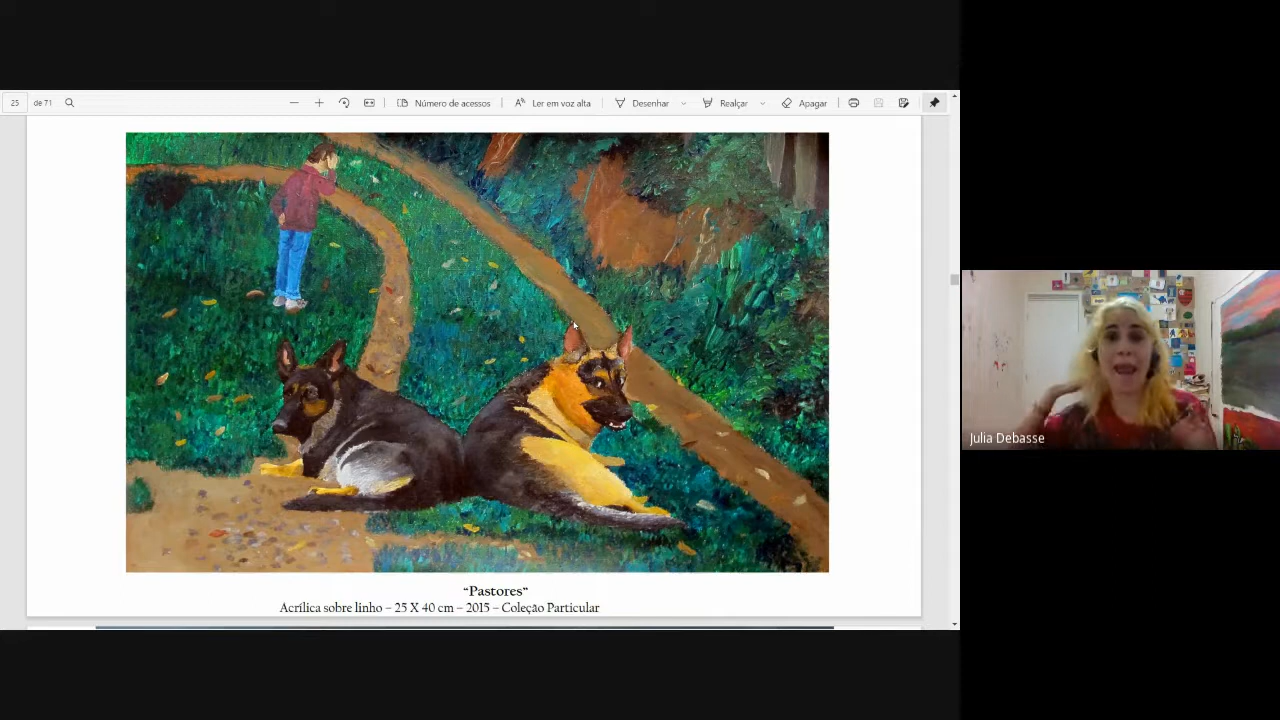 25 de 71 Número de acessos Ler em voz alta Desenhar Realçar Apagar
“Pastores”
Acrílica sobre linho – 25 X 40 cm – 2015 – Coleção Particular
Julia Debasse